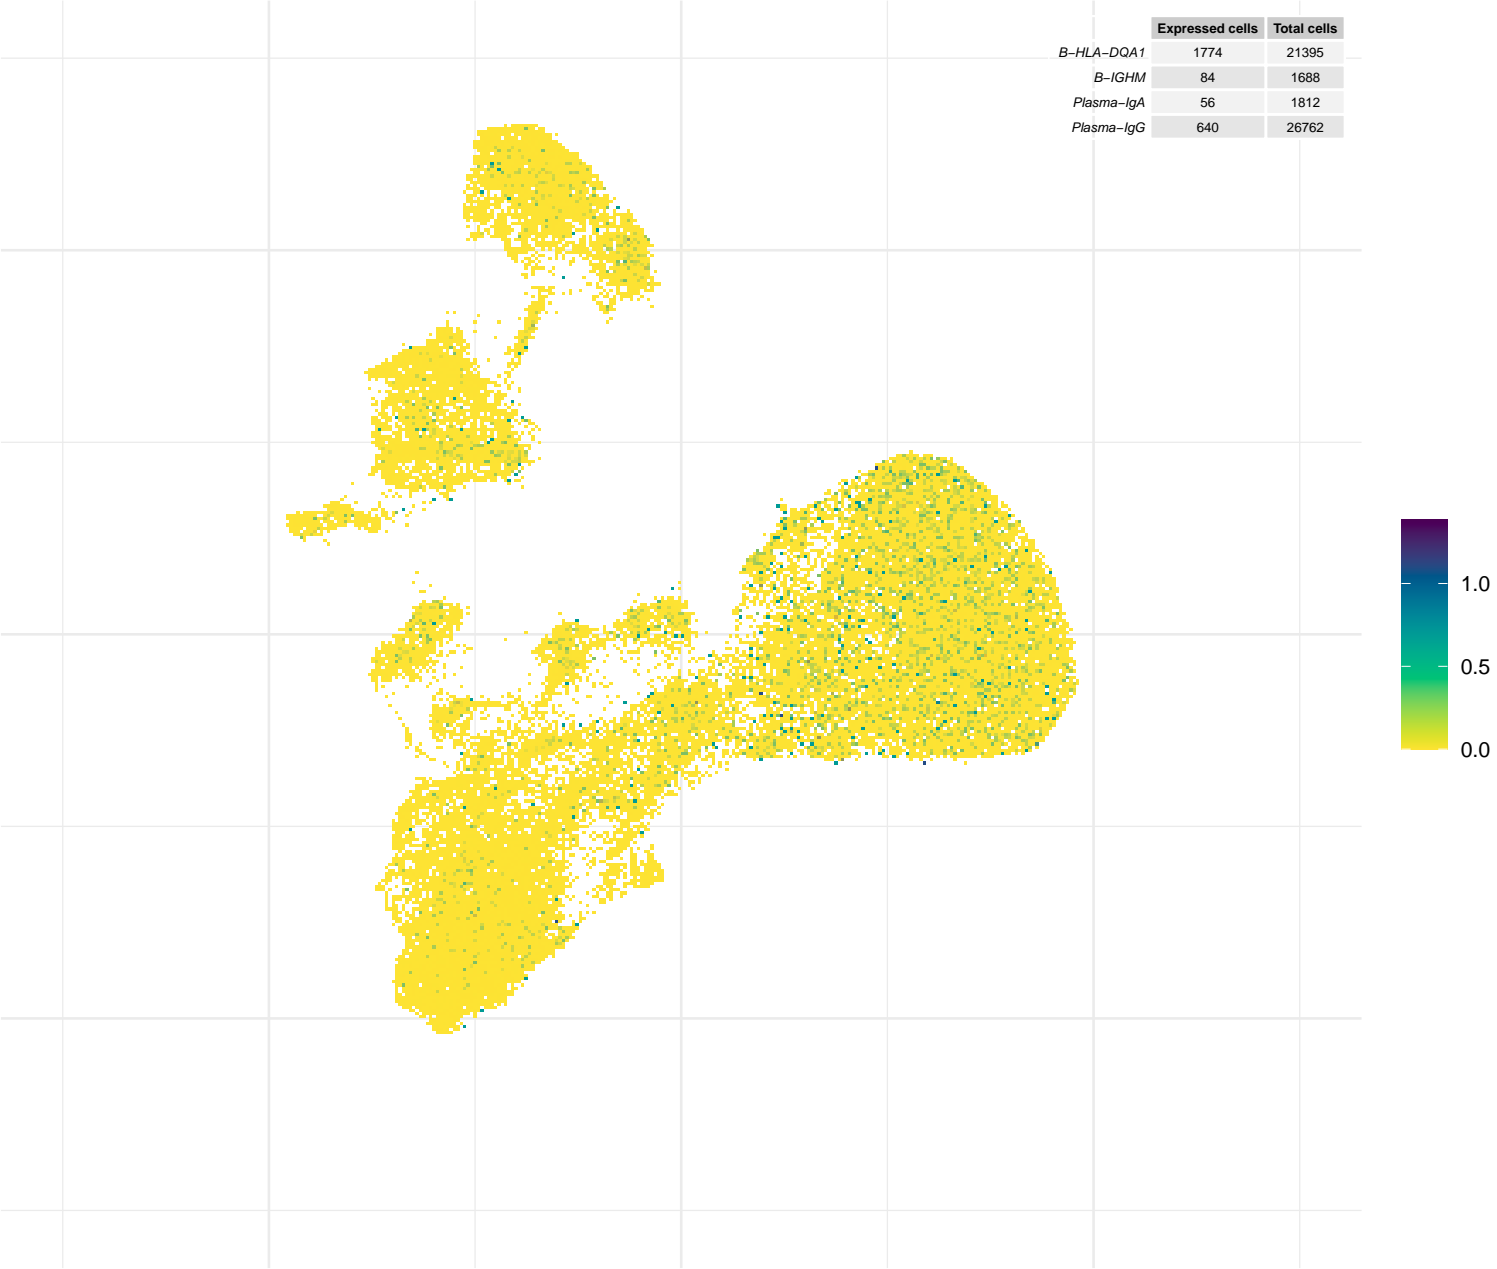 Expressed cells Total cells
B−HLA−DQA1 1774 21395
B−IGHM 84 1688
Plasma−IgA 56 1812
Plasma−IgG 640 26762
1.0
0.5
0.0